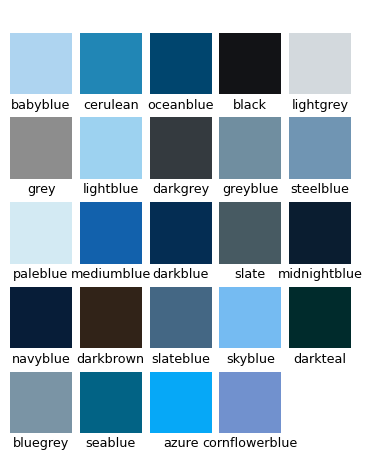 babyblue cerulean oceanblue black lightgrey
grey lightblue darkgrey greyblue steelblue
paleblue mediumblue darkblue slate midnightblue
navyblue darkbrown slateblue skyblue darkteal
bluegrey seablue azure cornflowerblue